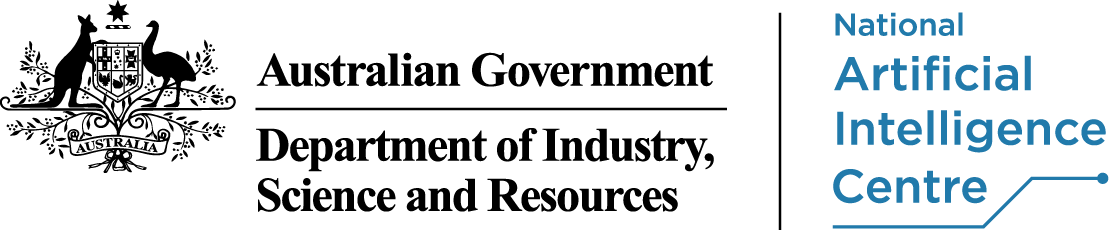 AUSTRALIA
Australian Government
Department of Industry,
Science and Resources
National
Artificial
Intelligence
Centre